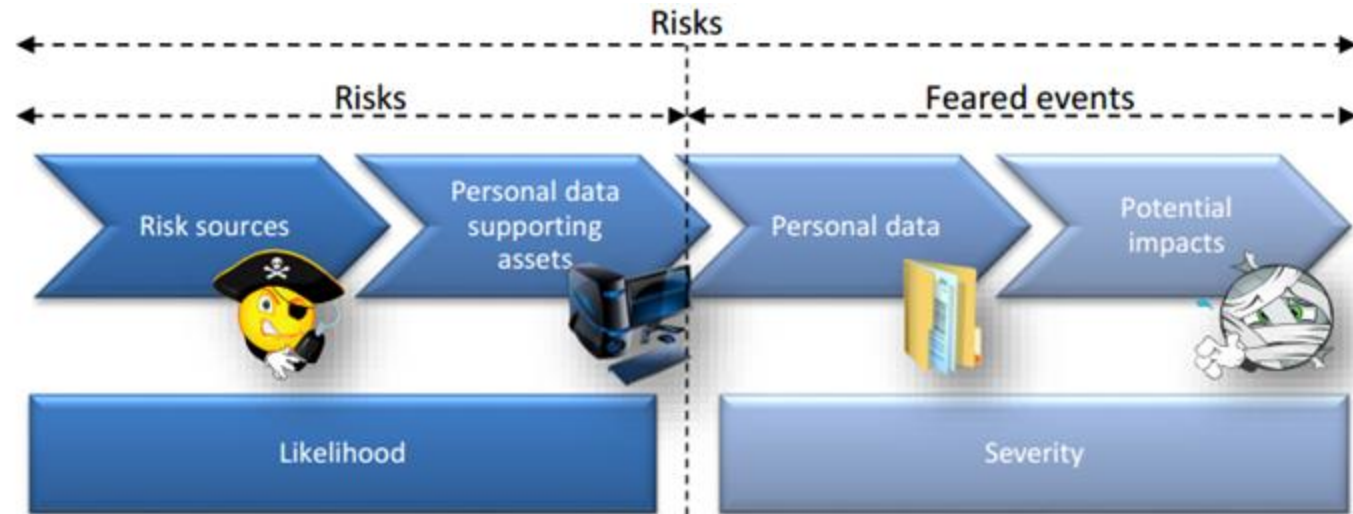 Risks
Risks
Feared events
Risk sources
Personal data
supporting
assets
Personal data
Potential
impacts
Likelihood
Severity